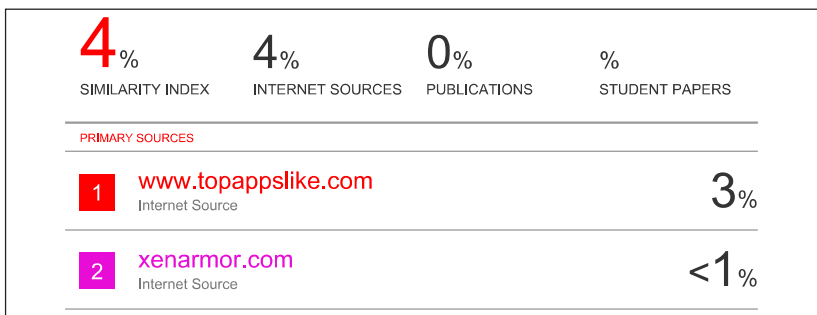 4% 4% 0% %
SIMILARITY INDEX INTERNET SOURCES PUBLICATIONS STUDENT PAPERS
PRIMARY SOURCES
1 www.topappslike.com 3%
Internet Source
2 xenarmor.com <1%
Internet Source